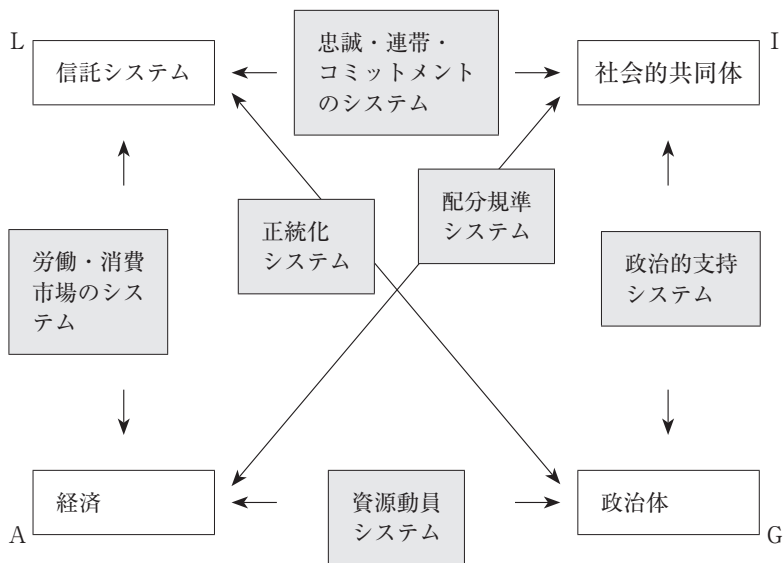 L
信託システム
忠誠・連帯・
コミットメント
のシステム
社会的共同体
I
労働・消費
市場のシス
テム
正統化
システム
配分規準
システム
政治的支持
システム
A
経済
資源動員
システム
政治体
G